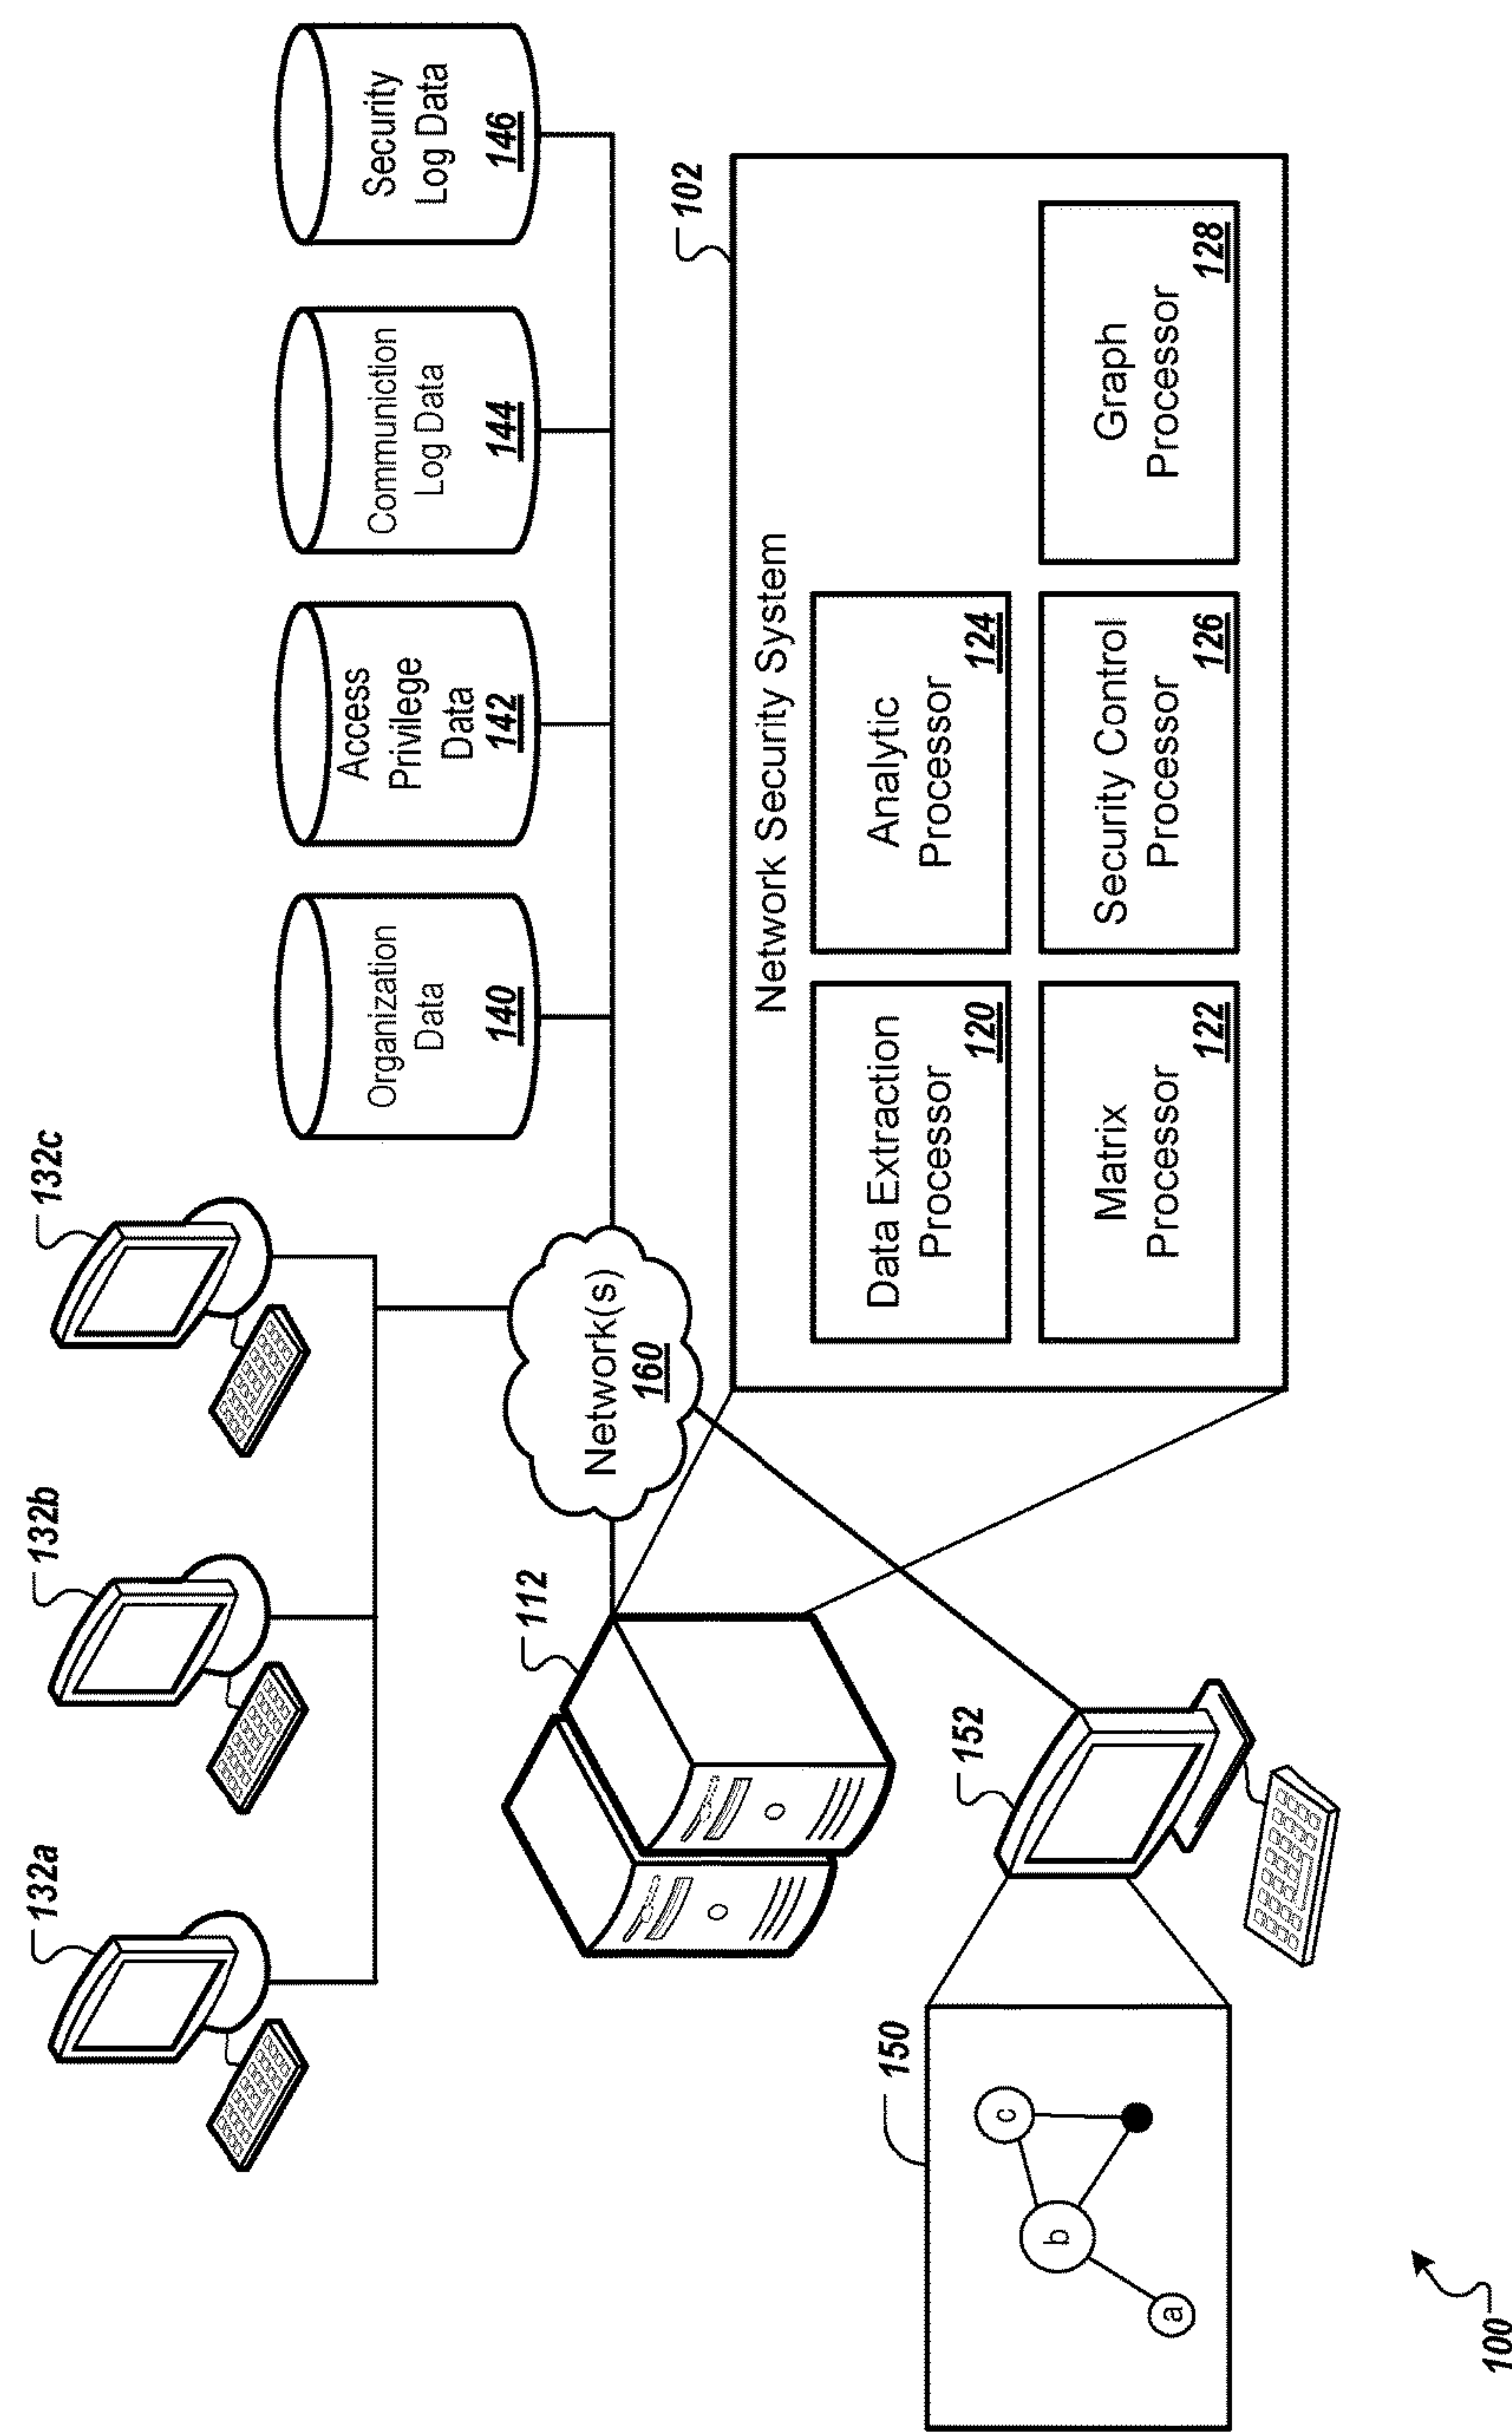 132a
132b
132c
Organization
Data
140
Access
Privilege
Data
142
Communiction
Log Data
144
Security
Log Data
146
112
Network(s)
160
102
Network Security System
Data Extraction
Processor
120
Analytic
Processor
124
Matrix
Processor
122
Security Control
Processor
126
Graph
Processor
128
152
150
a
b
c
100